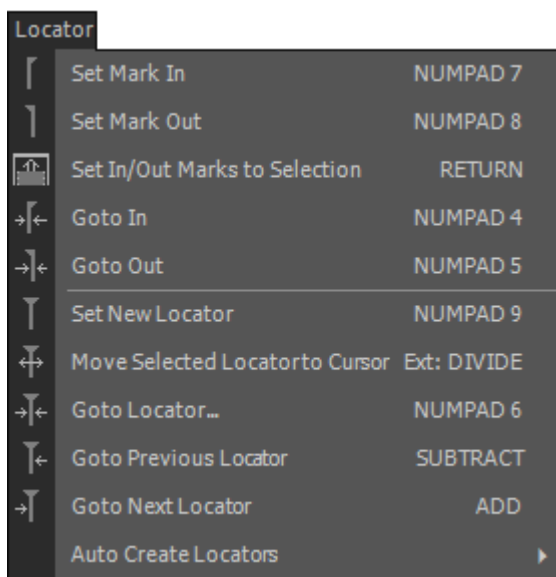 Locator
Set Mark In NUMPAD 7
Set Mark Out NUMPAD 8
Set In/Out Marks to Selection RETURN
Goto In NUMPAD 4
Goto Out NUMPAD 5
Set New Locator NUMPAD 9
Move Selected Locator to Cursor Ext: DIVIDE
Goto Locator... NUMPAD 6
Goto Previous Locator SUBTRACT
Goto Next Locator ADD
Auto Create Locators